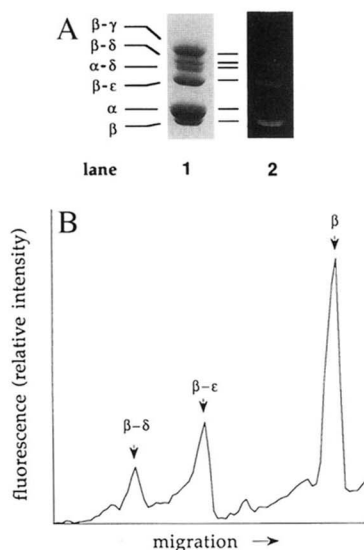 A
β-γ
β-δ
α-δ
β-ε
α
β
lane 1 2
B
fluorescence (relative intensity)
β-δ
β-ε
β
migration →